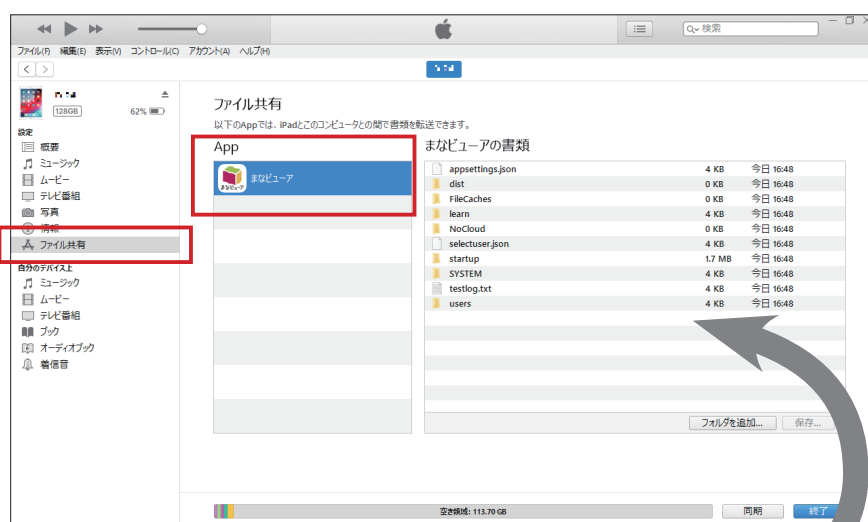 検索
ファイル(F) 編集(E) 表示(V) コントロール(C) アカウント(A) ヘルプ(H)
128GB 62%
設定
概要
ミュージック
ムービー
テレビ番組
写真
情報
ファイル共有
自分のデバイス上
ミュージック
ムービー
テレビ番組
ブック
オーディオブック
着信音
ファイル共有
以下のAppでは、iPadとこのコンピュータとの間で書類を転送できます。
App
まなビューア
まなビューア
まなビューアの書類
appsettings.json 4 KB 今日 16:48
dist 0 KB 今日 16:48
FileCaches 0 KB 今日 16:48
learn 4 KB 今日 16:48
NoCloud 0 KB 今日 16:48
selectuser.json 4 KB 今日 16:48
startup 1.7 MB 今日 16:48
SYSTEM 4 KB 今日 16:48
testlog.txt 4 KB 今日 16:48
users 4 KB 今日 16:48
フォルダを追加... 保存...
空き領域: 113.70 GB 同期 終了